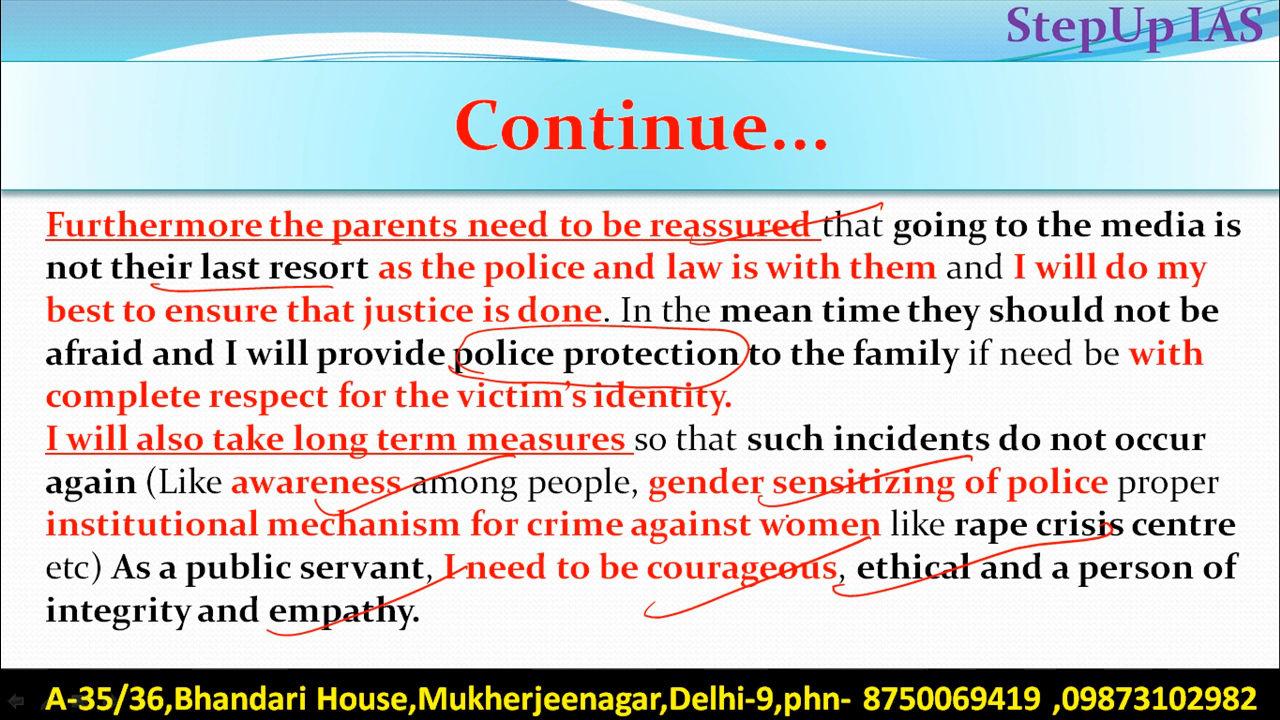 StepUp IAS
Continue...
Furthermore the parents need to be reassured that going to the media is
not their last resort as the police and law is with them and I will do my
best to ensure that justice is done. In the mean time they should not be
afraid and I will provide police protection to the family if need be with
complete respect for the victim's identity.
I will also take long term measures so that such incidents do not occur
again (Like awareness among people, gender sensitizing of police proper
institutional mechanism for crime against women like rape crisis centre
etc) As a public servant, I need to be courageous, ethical and a person of
integrity and empathy.
A-35/36,Bhandari House,Mukherjeenagar,Delhi-9,phn- 8750069419 ,09873102982